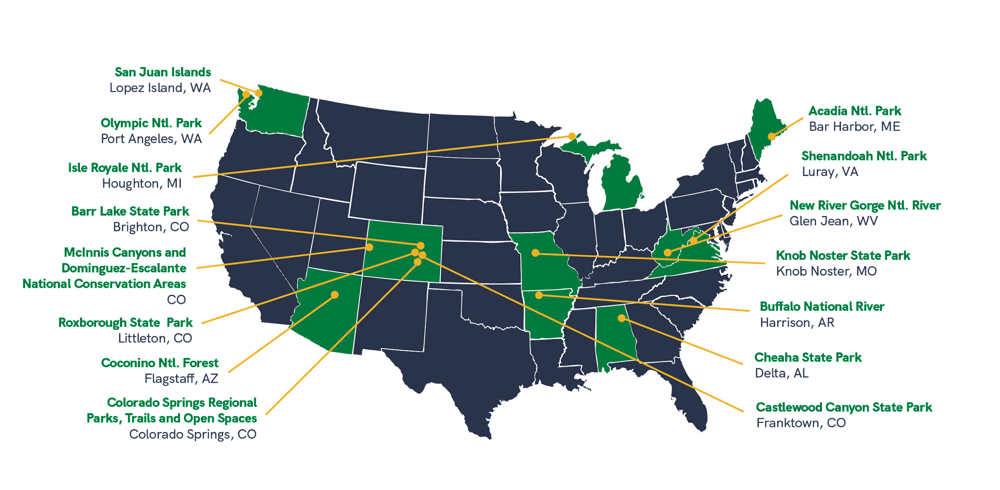 San Juan Islands
Lopez Island, WA
Olympic Ntl. Park
Port Angeles, WA
Isle Royale Ntl. Park
Houghton, MI
Barr Lake State Park
Brighton, CO
McInnis Canyons and
Dominguez-Escalante
National Conservation Areas
CO
Roxborough State  Park
Littleton, CO
Coconino Ntl. Forest
Flagstaff, AZ
Colorado Springs Regional
Parks, Trails and Open Spaces
Colorado Springs, CO
Acadia Ntl. Park
Bar Harbor, ME
Shenandoah Ntl. Park
Luray, VA
New River Gorge Ntl. River
Glen Jean, WV
Knob Noster State Park
Knob Noster, MO
Buffalo National River
Harrison, AR
Cheaha State Park
Delta, AL
Castlewood Canyon State Park
Franktown, CO